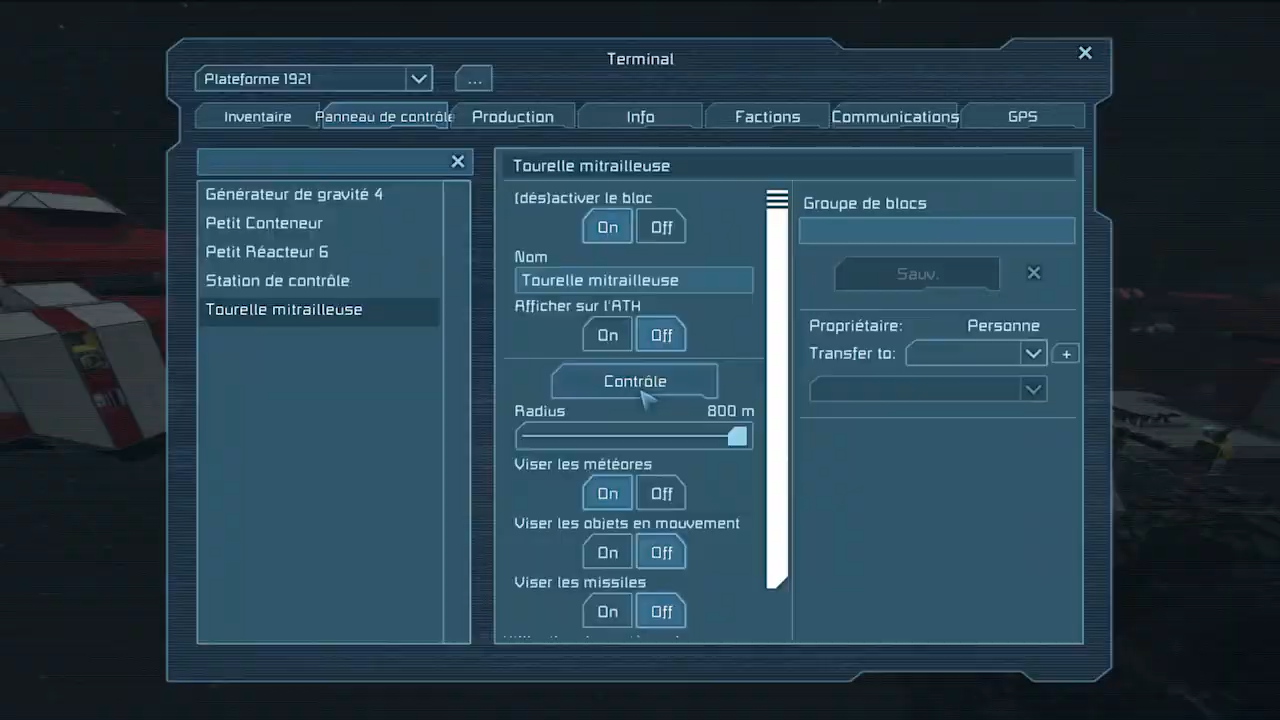 Terminal
Plateforme 1921
...
Inventaire
Panneau de contrôle
Production
Info
Factions
Communications
GPS
Générateur de gravité 4
Petit Conteneur
Petit Réacteur 6
Station de contrôle
Tourelle mitrailleuse
Tourelle mitrailleuse
(dés)activer le bloc
On Off
Nom
Tourelle mitrailleuse
Afficher sur l'ATH
On Off
Contrôle
Radius 800 m
Viser les météores
On Off
Viser les objets en mouvement
On Off
Viser les missiles
On Off
Groupe de blocs
Sauv.
Propriétaire: Personne
Transfer to: